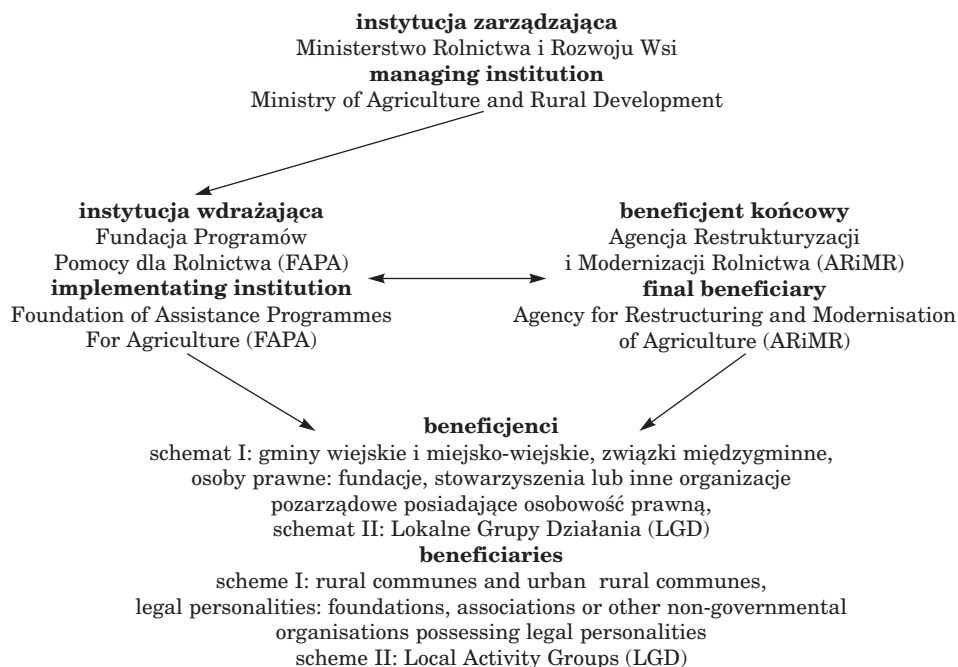 instytucja zarządzająca
Ministerstwo Rolnictwa i Rozwoju Wsi
managing institution
Ministry of Agriculture and Rural Development
instytucja wdrażająca
Fundacja Programów
Pomocy dla Rolnictwa (FAPA)
implementating institution
Foundation of Assistance Programmes
For Agriculture (FAPA)
beneficjent końcowy
Agencja Restrukturyzacji
i Modernizacji Rolnictwa (ARiMR)
final beneficiary
Agency for Restructuring and Modernisation
of Agriculture (ARiMR)
beneficjenci
schemat I: gminy wiejskie i miejsko-wiejskie, związki międzygminne,
osoby prawne: fundacje, stowarzyszenia lub inne organizacje
pozarządowe posiadające osobowość prawną,
schemat II: Lokalne Grupy Działania (LGD)
beneficiaries
scheme I: rural communes and urban rural communes,
legal personalities: foundations, associations or other non-governmental
organisations possessing legal personalities
scheme II: Local Activity Groups (LGD)